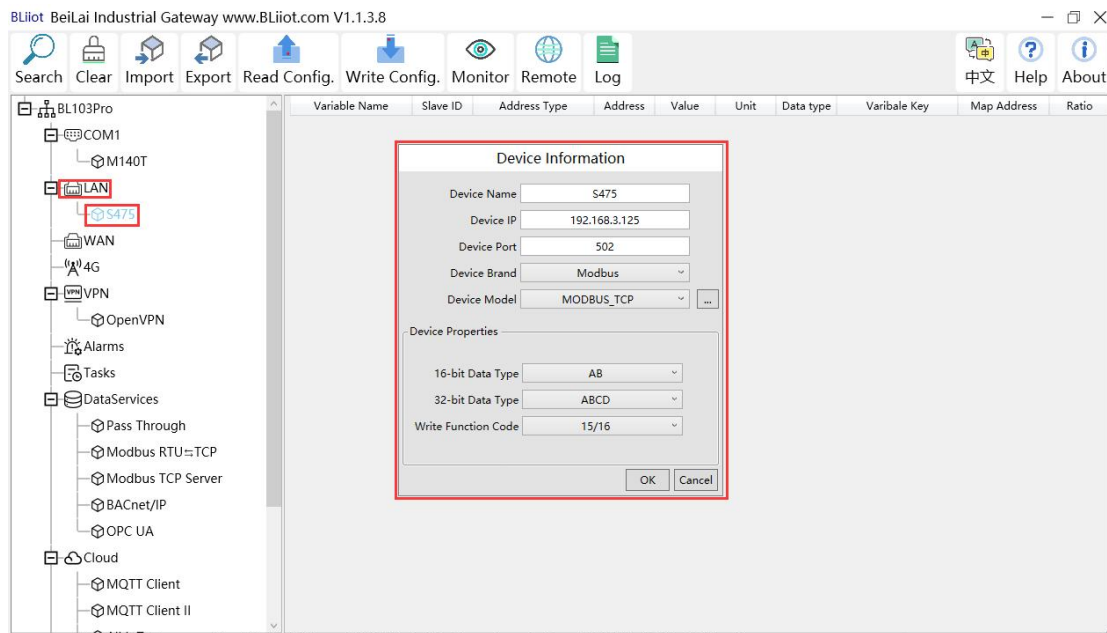 BLiiot BeiLai Industrial Gateway www.BLiiot.com V1.1.3.8
Search Clear Import Export Read Config. Write Config. Monitor Remote Log 中文 Help About
BL103Pro
COM1
M140T
LAN
S475
WAN
4G
VPN
OpenVPN
Alarms
Tasks
DataServices
Pass Through
Modbus RTU⇆TCP
Modbus TCP Server
BACnet/IP
OPC UA
Cloud
MQTT Client
MQTT Client II
Variable Name Slave ID Address Type Address Value Unit Data type Varibale Key Map Address Ratio
Device Information
Device Name S475
Device IP 192.168.3.125
Device Port 502
Device Brand Modbus
Device Model MODBUS_TCP ...
Device Properties
16-bit Data Type AB
32-bit Data Type ABCD
Write Function Code 15/16
OK Cancel